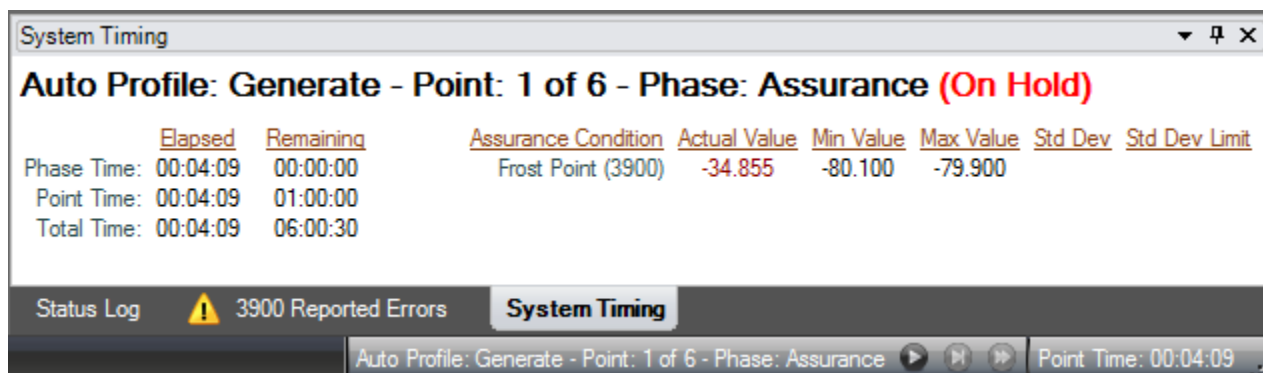 System Timing
Auto Profile: Generate - Point: 1 of 6 - Phase: Assurance (On Hold)
Elapsed Remaining Assurance Condition Actual Value Min Value Max Value Std Dev Std Dev Limit
Phase Time: 00:04:09 00:00:00 Frost Point (3900) -34.855 -80.100 -79.900
Point Time: 00:04:09 01:00:00
Total Time: 00:04:09 06:00:30
Status Log 3900 Reported Errors System Timing
Auto Profile: Generate - Point: 1 of 6 - Phase: Assurance Point Time: 00:04:09